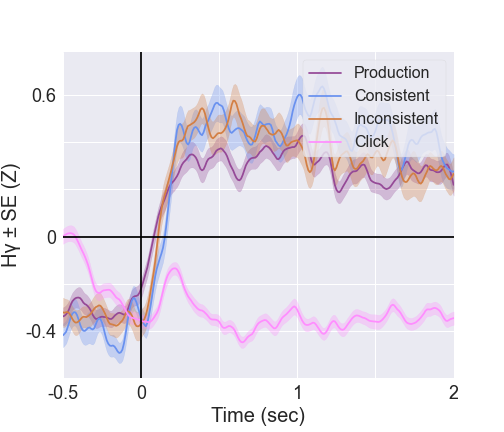 Production
Consistent
Inconsistent
Click
Hγ ± SE (Z)
0.6
0
-0.4
-0.5 0 1 2
Time (sec)